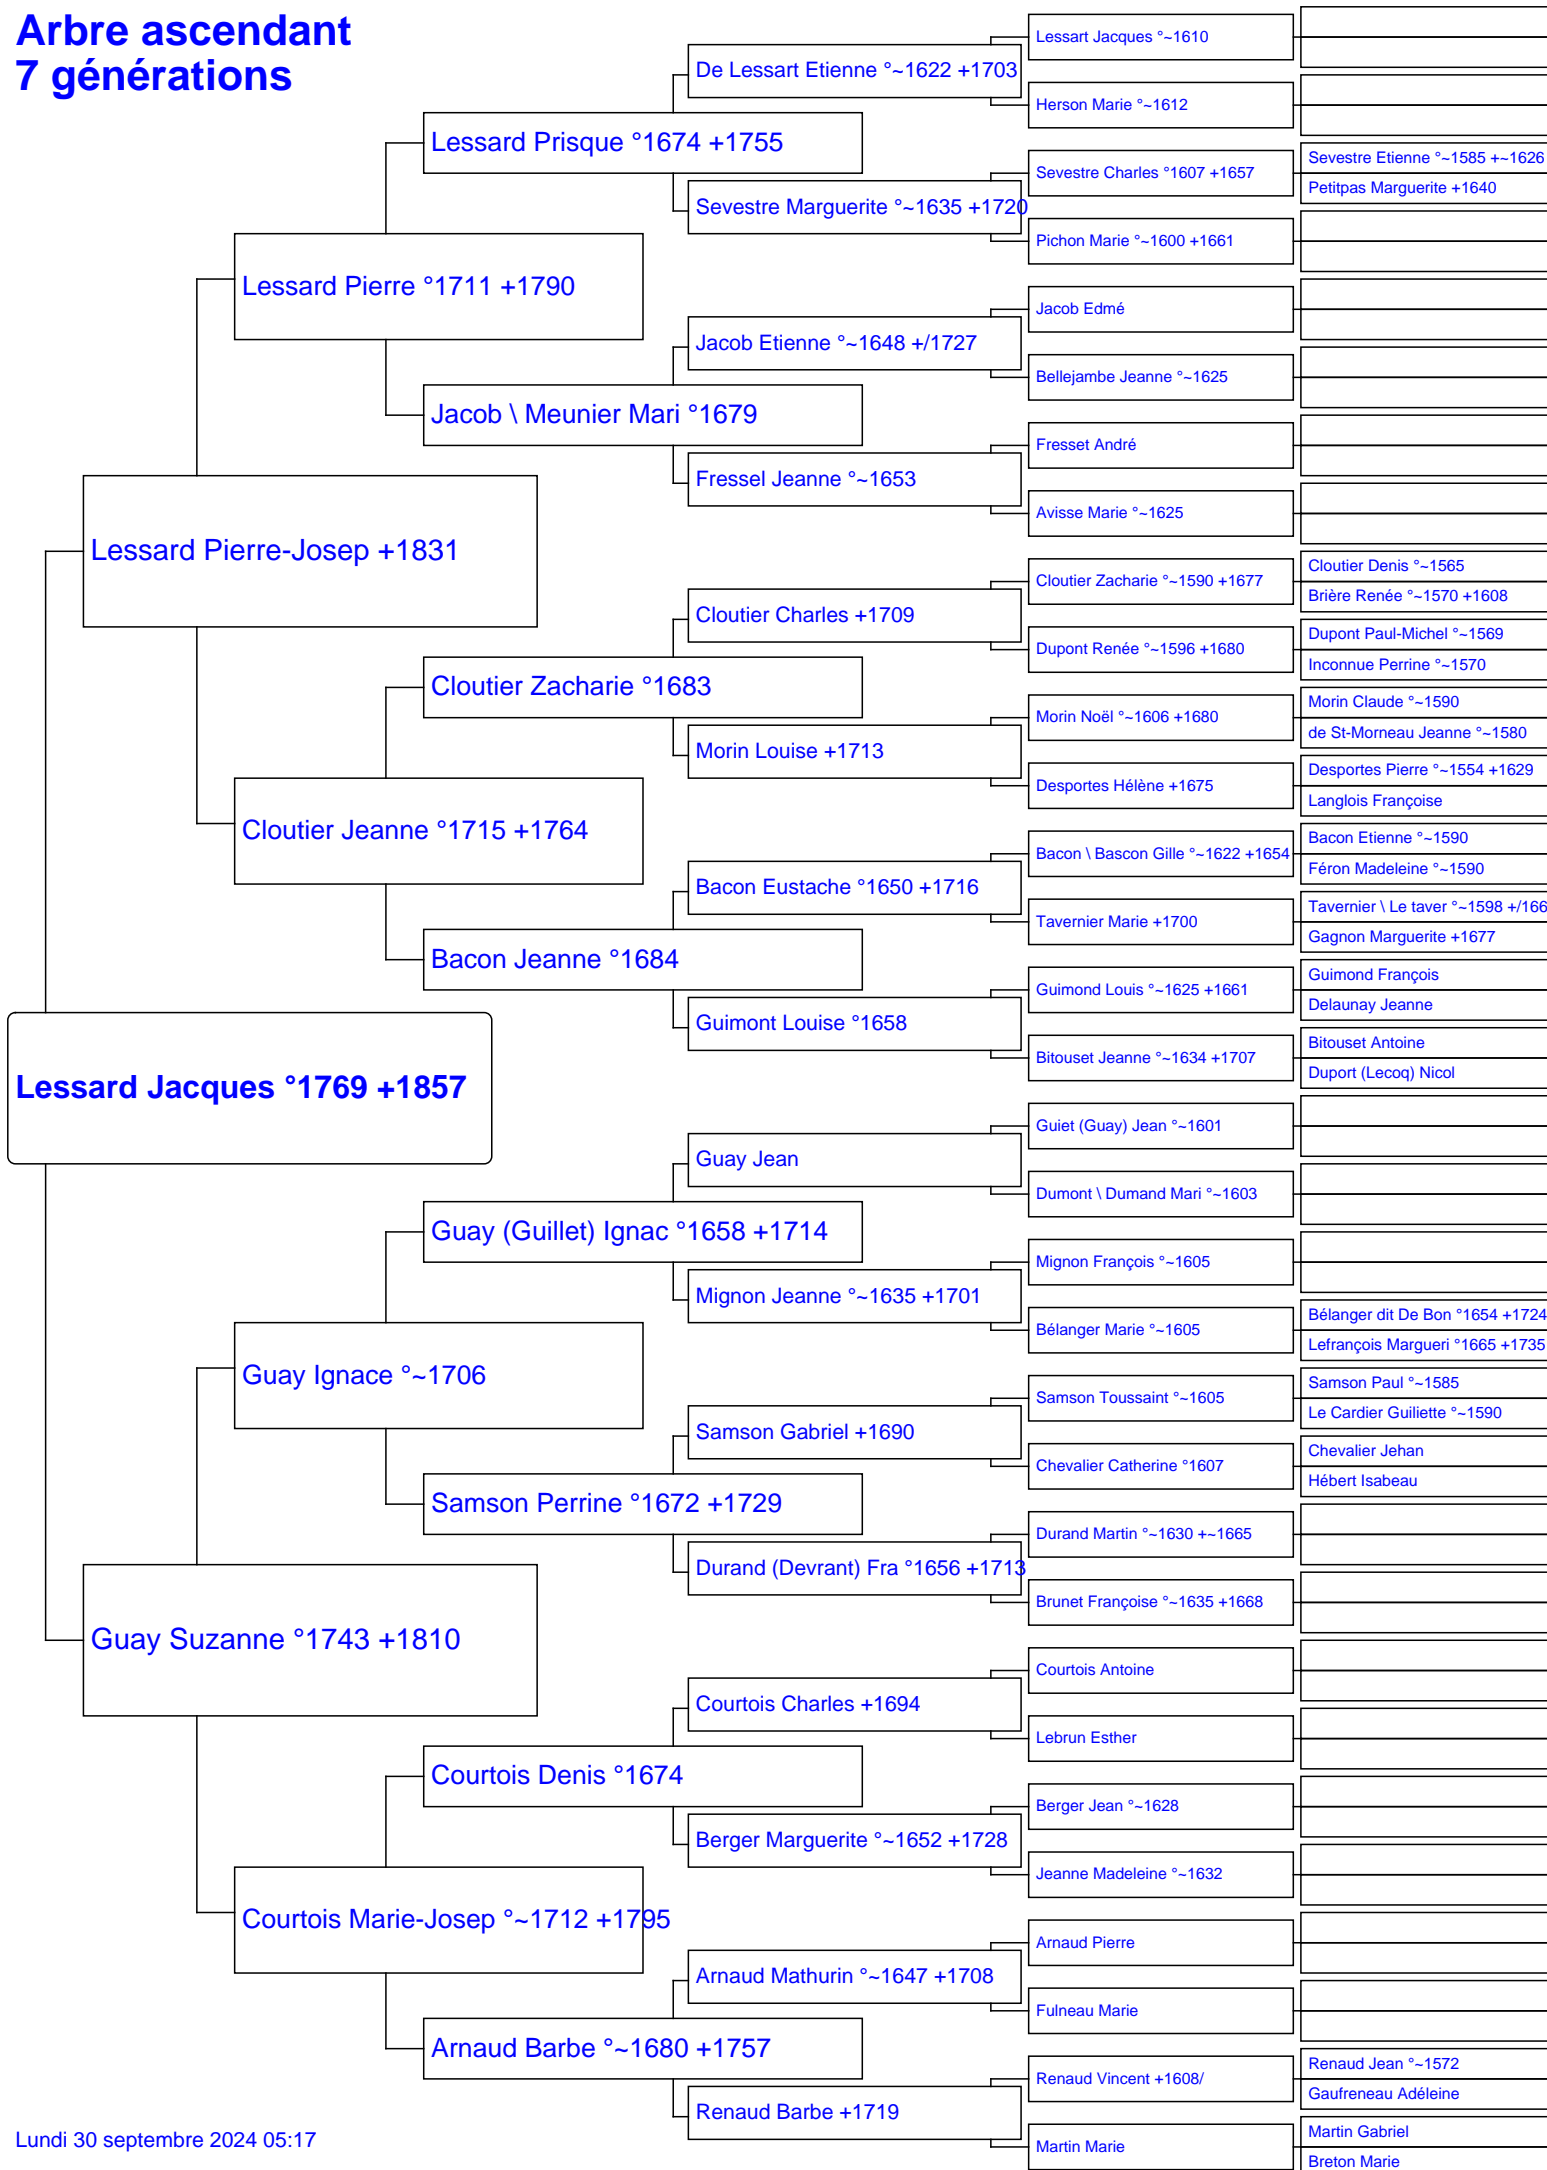 Arbre ascendant
7 générations
Lessard Jacques °1769 +1857
Lessard Pierre-Josep +1831
Guay Suzanne °1743 +1810
Lessard Pierre °1711 +1790
Cloutier Jeanne °1715 +1764
Guay Ignace °~1706
Courtois Marie-Josep °~1712 +1795
Lessard Prisque °1674 +1755
Jacob \ Meunier Mari °1679
Cloutier Zacharie °1683
Bacon Jeanne °1684
Guay (Guillet) Ignac °1658 +1714
Samson Perrine °1672 +1729
Courtois Denis °1674
Arnaud Barbe °~1680 +1757
De Lessart Etienne °~1622 +1703
Sevestre Marguerite °~1635 +1720
Jacob Etienne °~1648 +/1727
Fressel Jeanne °~1653
Cloutier Charles +1709
Morin Louise +1713
Bacon Eustache °1650 +1716
Guimont Louise °1658
Guay Jean
Mignon Jeanne °~1635 +1701
Samson Gabriel +1690
Durand (Devrant) Fra °1656 +1713
Courtois Charles +1694
Berger Marguerite °~1652 +1728
Arnaud Mathurin °~1647 +1708
Renaud Barbe +1719
Lessart Jacques °~1610
Herson Marie °~1612
Sevestre Charles °1607 +1657
Pichon Marie °~1600 +1661
Jacob Edmé
Bellejambe Jeanne °~1625
Fresset André
Avisse Marie °~1625
Cloutier Zacharie °~1590 +1677
Dupont Renée °~1596 +1680
Morin Noël °~1606 +1680
Desportes Hélène +1675
Bacon \ Bascon Gille °~1622 +1654
Tavernier Marie +1700
Guimond Louis °~1625 +1661
Bitouset Jeanne °~1634 +1707
Guiet (Guay) Jean °~1601
Dumont \ Dumand Mari °~1603
Mignon François °~1605
Bélanger Marie °~1605
Samson Toussaint °~1605
Chevalier Catherine °1607
Durand Martin °~1630 +~1665
Brunet Françoise °~1635 +1668
Courtois Antoine
Lebrun Esther
Berger Jean °~1628
Jeanne Madeleine °~1632
Arnaud Pierre
Fulneau Marie
Renaud Vincent +1608/
Martin Marie
Sevestre Etienne °~1585 +~1626
Petitpas Marguerite +1640
Cloutier Denis °~1565
Brière Renée °~1570 +1608
Dupont Paul-Michel °~1569
Inconnue Perrine °~1570
Morin Claude °~1590
de St-Morneau Jeanne °~1580
Desportes Pierre °~1554 +1629
Langlois Françoise
Bacon Etienne °~1590
Féron Madeleine °~1590
Tavernier \ Le taver °~1598 +/166
Gagnon Marguerite +1677
Guimond François
Delaunay Jeanne
Bitouset Antoine
Duport (Lecoq) Nicol
Bélanger dit De Bon °1654 +1724
Lefrançois Margueri °1665 +1735
Samson Paul °~1585
Le Cardier Guiliette °~1590
Chevalier Jehan
Hébert Isabeau
Renaud Jean °~1572
Gaufreneau Adéleine
Martin Gabriel
Breton Marie
Lundi 30 septembre 2024 05:17